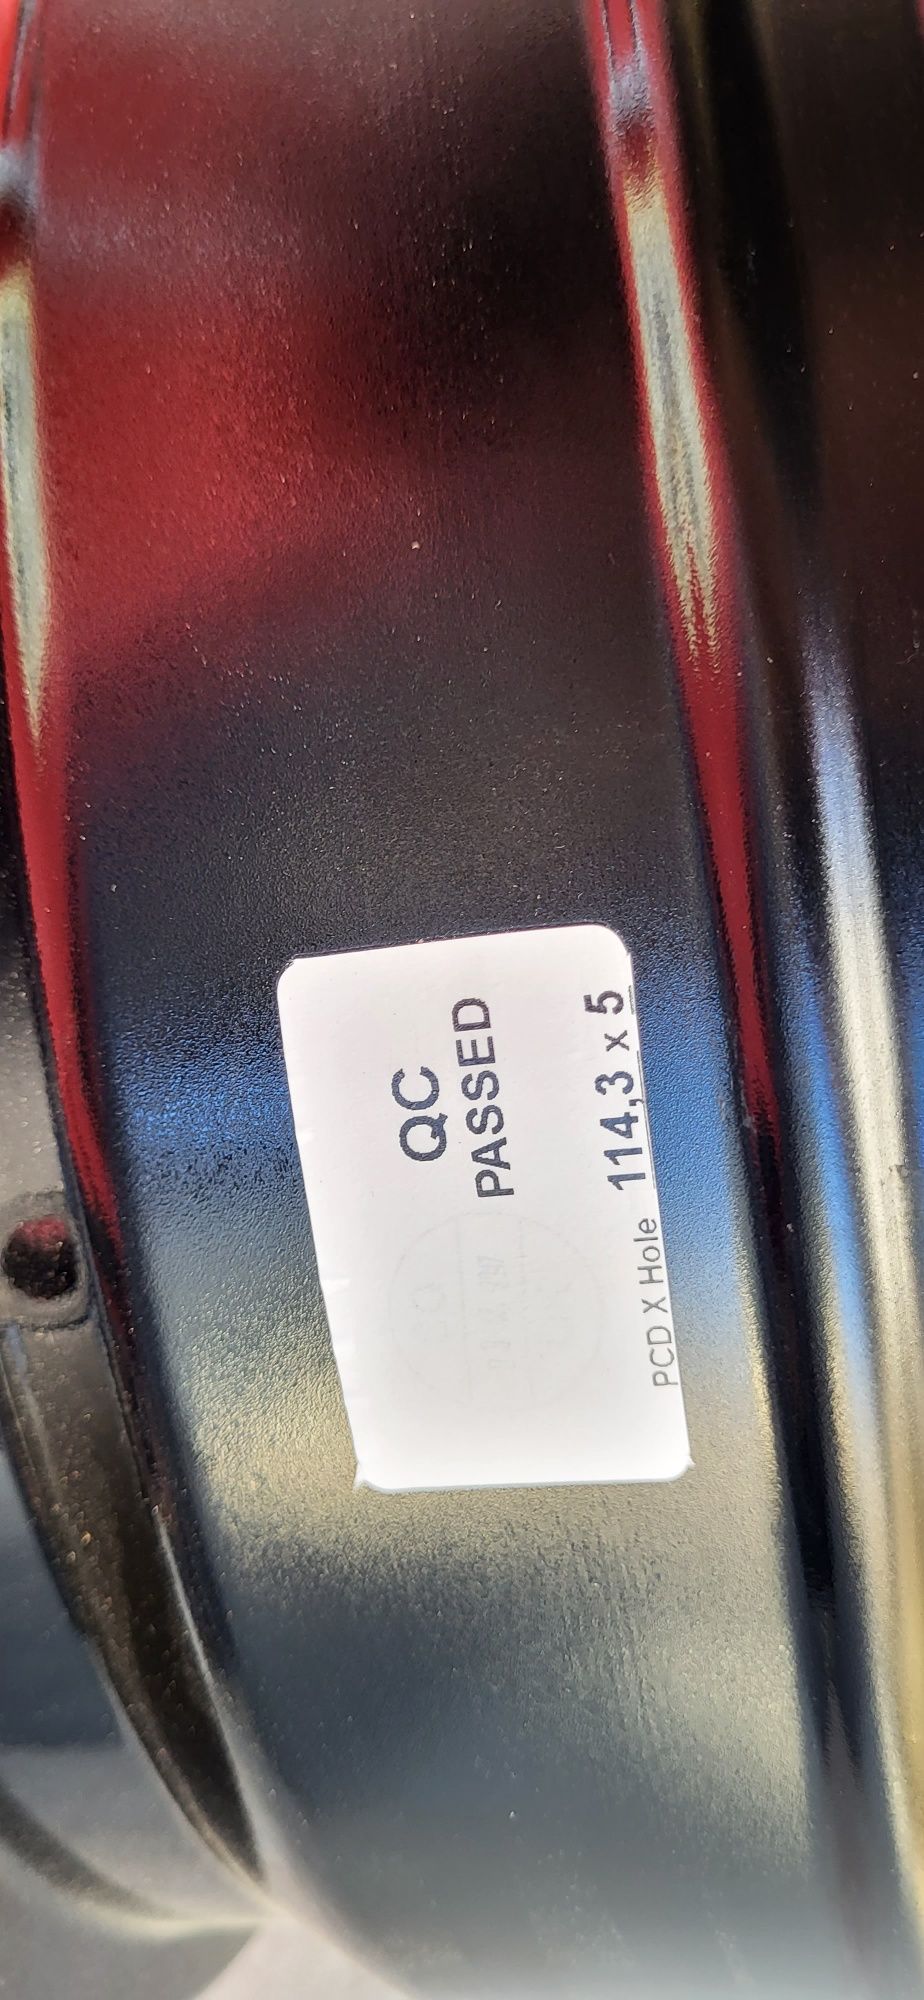 QC
PASSED
PCD X Hole 114,3 x 5